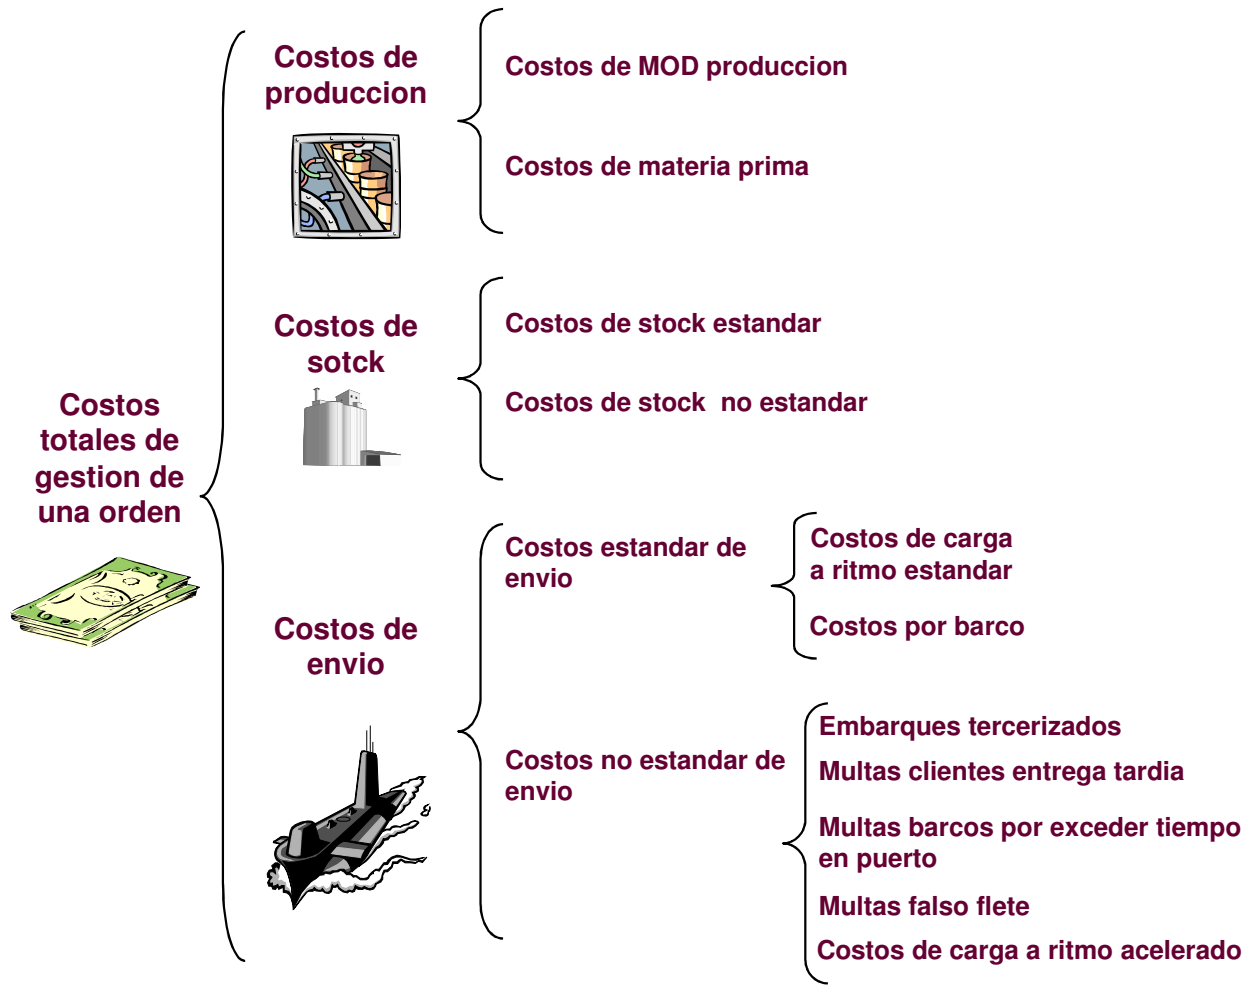 Costos
totales de
gestion de
una orden
Costos de
produccion
Costos de MOD produccion
Costos de materia prima
Costos de
sotck
Costos de stock estandar
Costos de stock  no estandar
Costos de
envio
Costos estandar de
envio
Costos de carga
a ritmo estandar
Costos por barco
Costos no estandar de
envio
Embarques tercerizados
Multas clientes entrega tardia
Multas barcos por exceder tiempo
en puerto
Multas falso flete
Costos de carga a ritmo acelerado